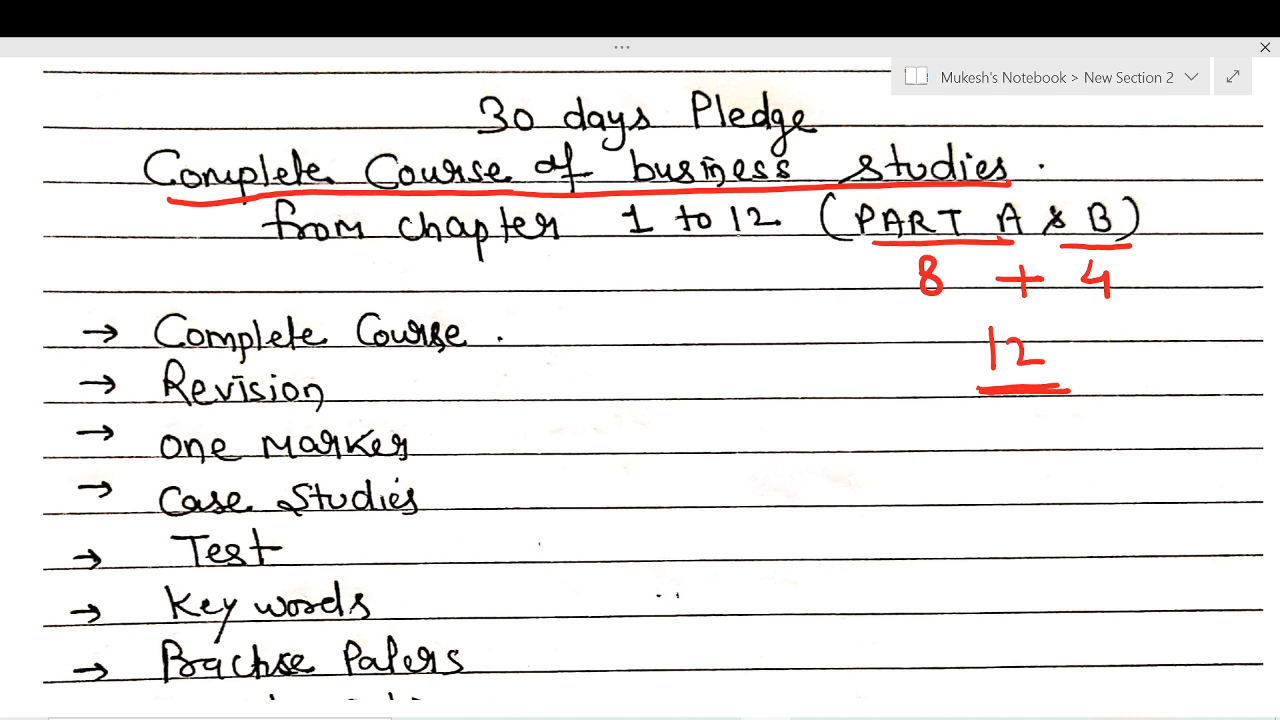 Mukesh's Notebook > New Section 2
30 days Pledge
Complete Course of business studies.
from chapter 1 to 12 (PART A & B)
8 + 4
12
→ Complete Course.
→ Revision
→ one Marker
→ Case Studies
→ Test
→ Key words
→ Practise Papers